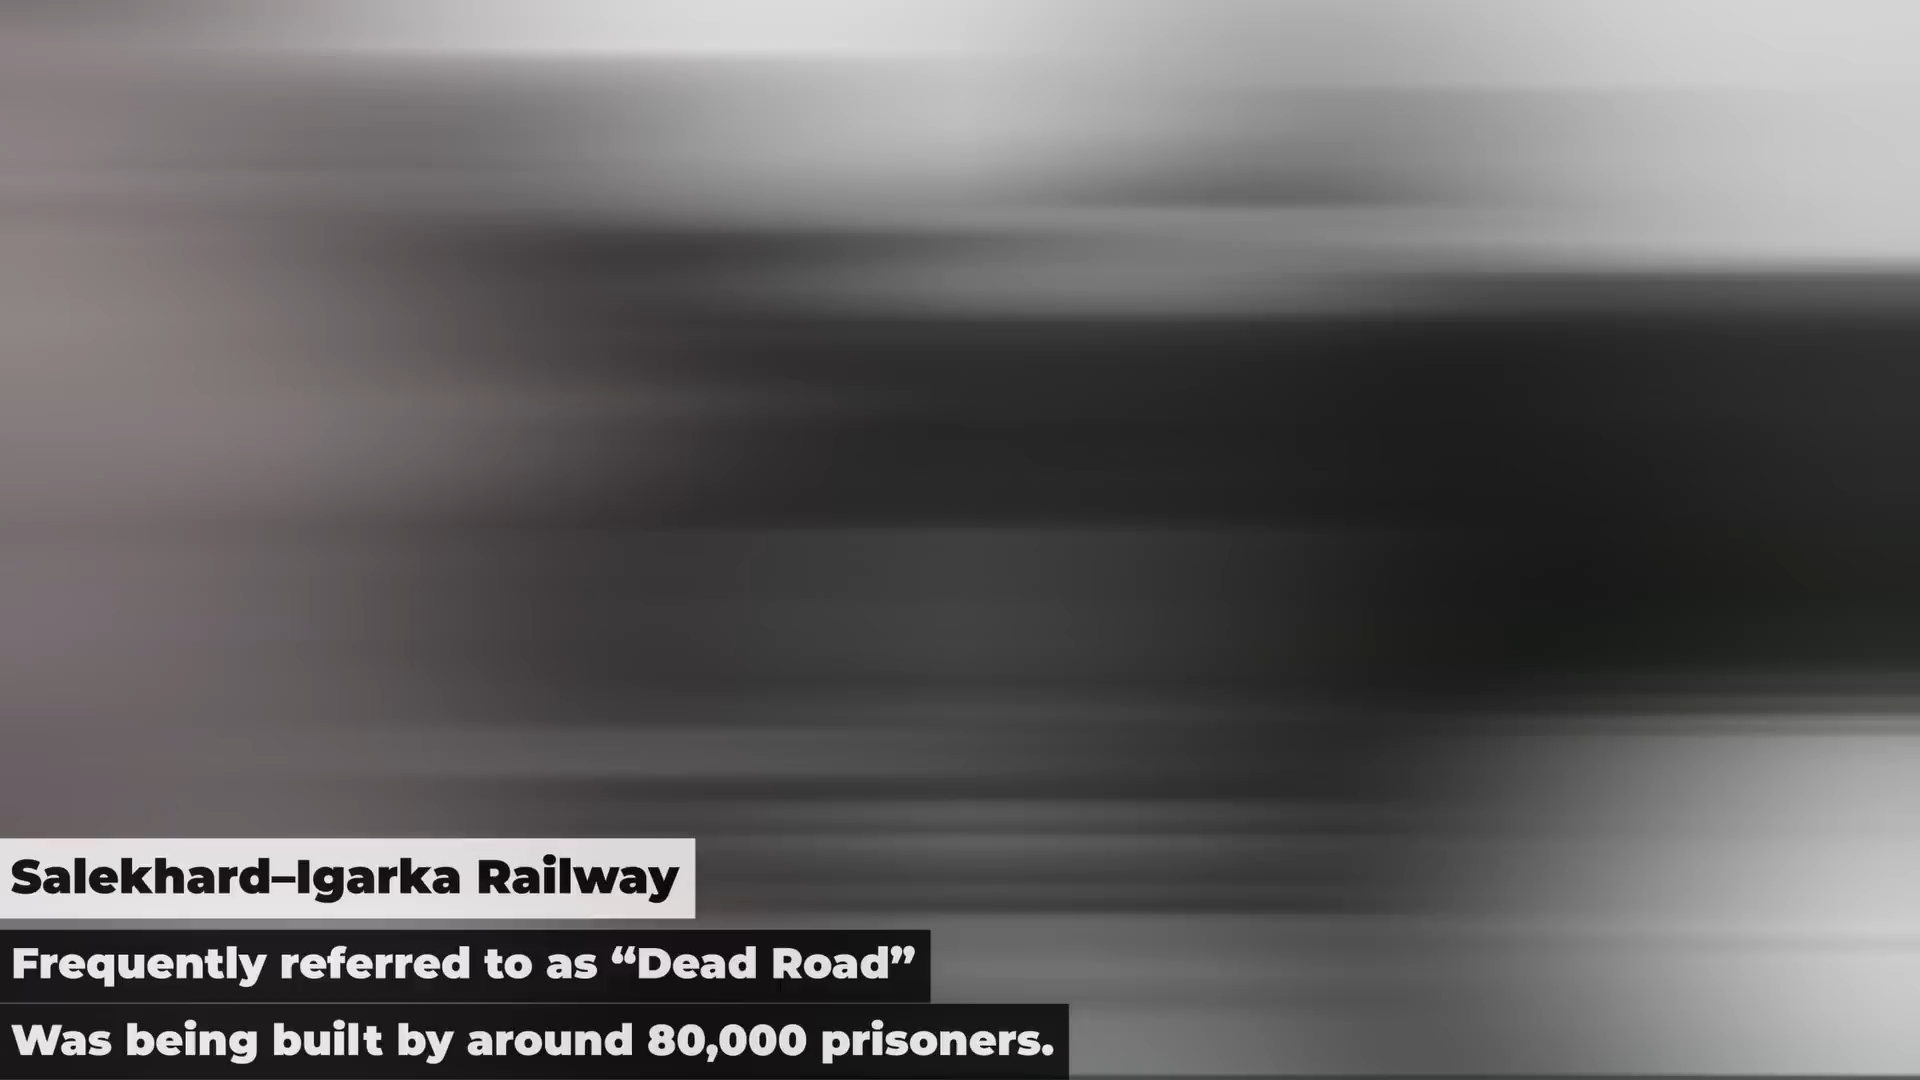 Salekhard–Igarka Railway
Frequently referred to as “Dead Road”
Was being built by around 80,000 prisoners.